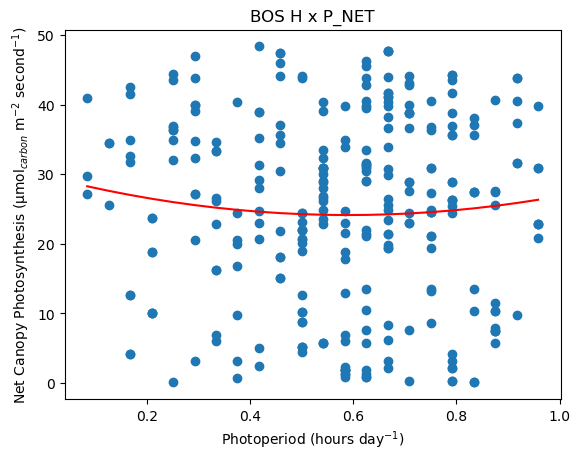 BOS H x P_NET
Net Canopy Photosynthesis (µmol$_{carbon}$ m$^{-2}$ second$^{-1}$)
50
40
30
20
10
0
0.2 0.4 0.6 0.8 1.0
Photoperiod (hours day$^{-1}$)